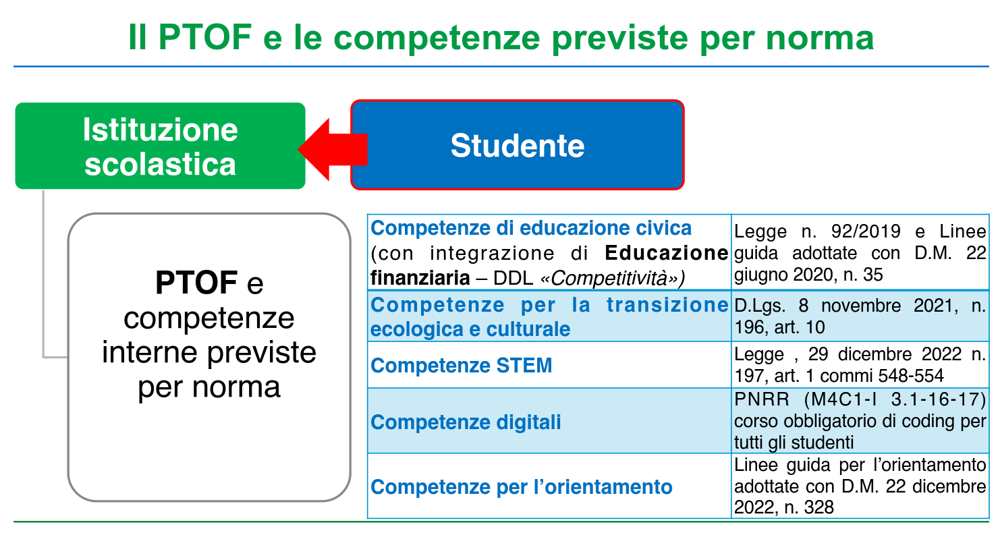 Il PTOF e le competenze previste per norma
Istituzione
scolastica
Studente
PTOF e
competenze
interne previste
per norma
Competenze di educazione civica
(con integrazione di Educazione
finanziaria – DDL «Competitività»)
Legge n. 92/2019 e Linee
guida adottate con D.M. 22
giugno 2020, n. 35
Competenze per la transizione
ecologica e culturale
D.Lgs. 8 novembre 2021, n.
196, art. 10
Competenze STEM
Legge , 29 dicembre 2022 n.
197, art. 1 commi 548-554
Competenze digitali
PNRR (M4C1-I 3.1-16-17)
corso obbligatorio di coding per
tutti gli studenti
Competenze per l’orientamento
Linee guida per l’orientamento
adottate con D.M. 22 dicembre
2022, n. 328